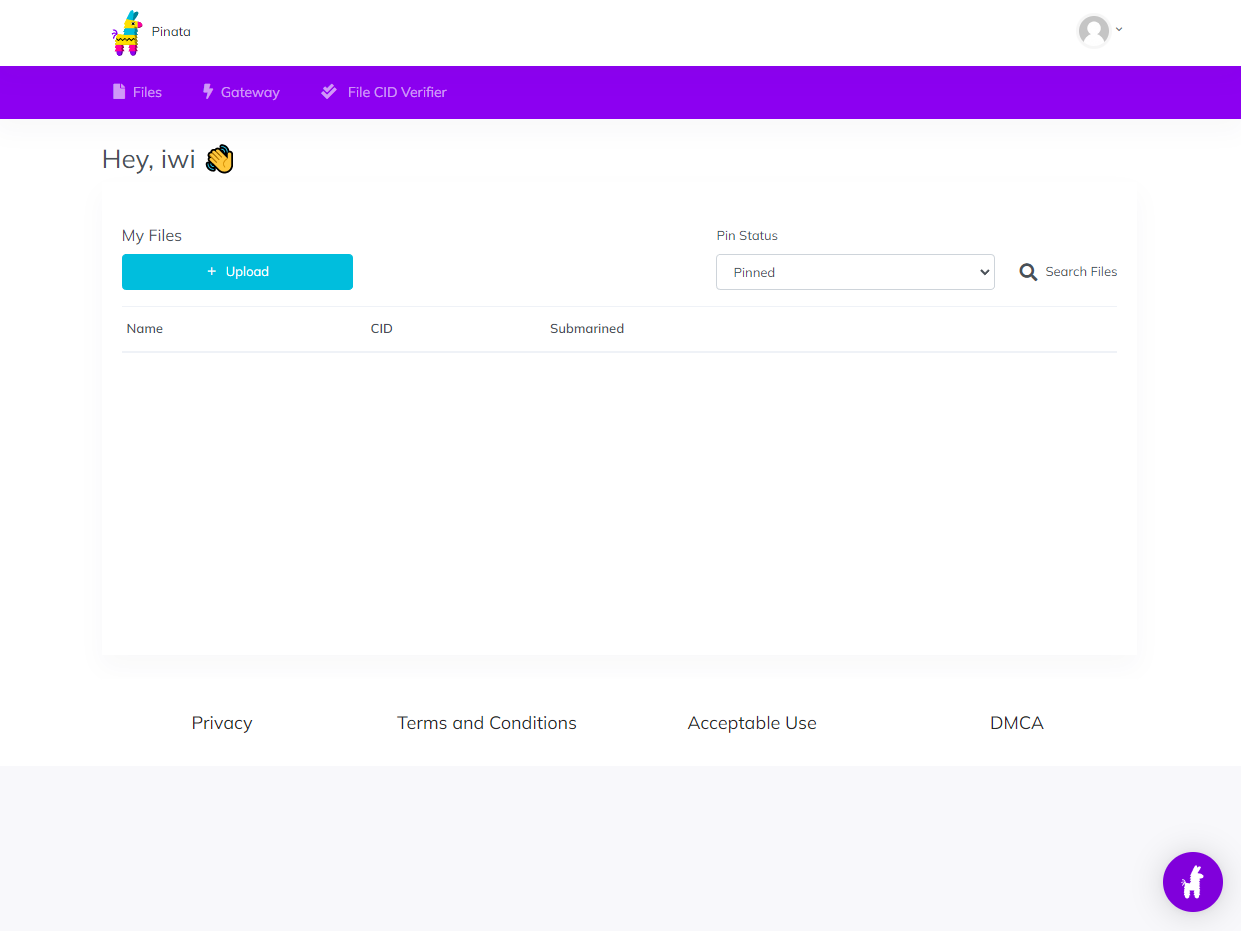 Pinata
Files
Gateway
File CID Verifier
Hey, iwi 👋
My Files
Pin Status
+ Upload
Pinned
Search Files
Name
CID
Submarined
Privacy
Terms and Conditions
Acceptable Use
DMCA